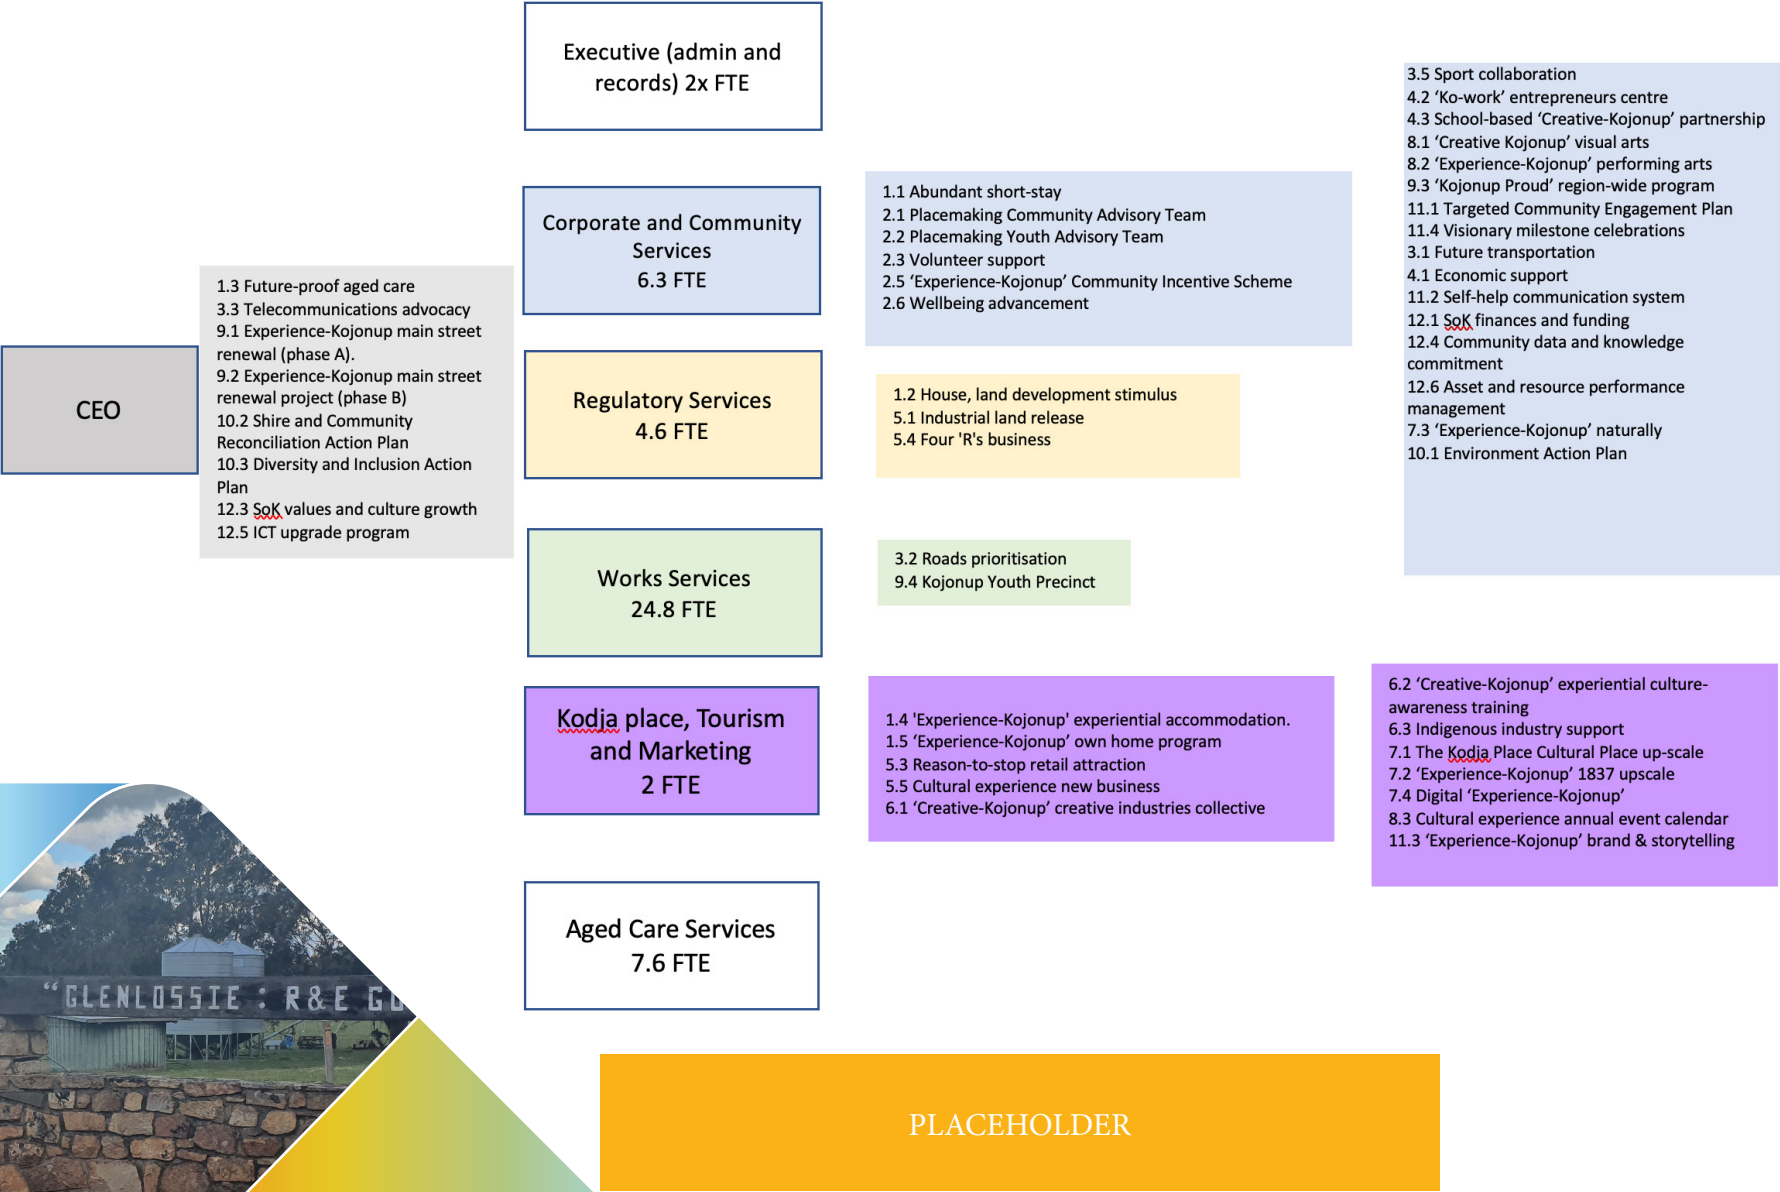 Executive (admin and
records) 2x FTE
Corporate and Community
Services
6.3 FTE
1.1 Abundant short-stay
2.1 Placemaking Community Advisory Team
2.2 Placemaking Youth Advisory Team
2.3 Volunteer support
2.5 ‘Experience-Kojonup’ Community Incentive Scheme
2.6 Wellbeing advancement
3.5 Sport collaboration
4.2 ‘Ko-work’ entrepreneurs centre
4.3 School-based ‘Creative-Kojonup’ partnership
8.1 ‘Creative Kojonup’ visual arts
8.2 ‘Experience-Kojonup’ performing arts
9.3 ‘Kojonup Proud’ region-wide program
11.1 Targeted Community Engagement Plan
11.4 Visionary milestone celebrations
3.1 Future transportation
4.1 Economic support
11.2 Self-help communication system
12.1 SoK finances and funding
12.4 Community data and knowledge
commitment
12.6 Asset and resource performance
management
7.3 ‘Experience-Kojonup’ naturally
10.1 Environment Action Plan
CEO
1.3 Future-proof aged care
3.3 Telecommunications advocacy
9.1 Experience-Kojonup main street
renewal (phase A).
9.2 Experience-Kojonup main street
renewal project (phase B)
10.2 Shire and Community
Reconciliation Action Plan
10.3 Diversity and Inclusion Action
Plan
12.3 SoK values and culture growth
12.5 ICT upgrade program
Regulatory Services
4.6 FTE
1.2 House, land development stimulus
5.1 Industrial land release
5.4 Four 'R's business
Works Services
24.8 FTE
3.2 Roads prioritisation
9.4 Kojonup Youth Precinct
Kodja place, Tourism
and Marketing
2 FTE
1.4 'Experience-Kojonup' experiential accommodation.
1.5 ‘Experience-Kojonup’ own home program
5.3 Reason-to-stop retail attraction
5.5 Cultural experience new business
6.1 ‘Creative-Kojonup’ creative industries collective
6.2 ‘Creative-Kojonup’ experiential culture-
awareness training
6.3 Indigenous industry support
7.1 The Kodja Place Cultural Place up-scale
7.2 ‘Experience-Kojonup’ 1837 upscale
7.4 Digital ‘Experience-Kojonup’
8.3 Cultural experience annual event calendar
11.3 ‘Experience-Kojonup’ brand & storytelling
Aged Care Services
7.6 FTE
“GLENLOSSIE : R&E
PLACEHOLDER